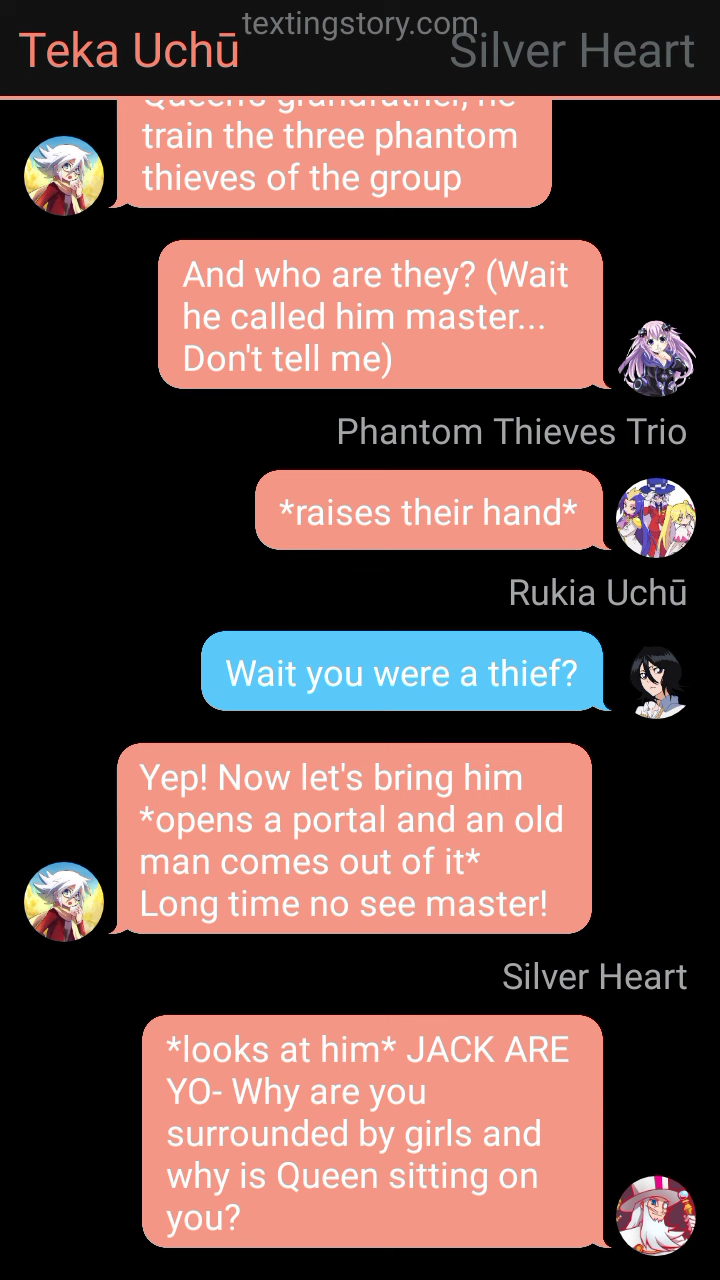 textingstory.com
Teka Uchū
Silver Heart
Queen's grandfather, he
train the three phantom
thieves of the group
And who are they? (Wait
he called him master...
Don't tell me)
Phantom Thieves Trio
*raises their hand*
Rukia Uchū
Wait you were a thief?
Yep! Now let's bring him
*opens a portal and an old
man comes out of it*
Long time no see master!
Silver Heart
*looks at him* JACK ARE
YO- Why are you
surrounded by girls and
why is Queen sitting on
you?